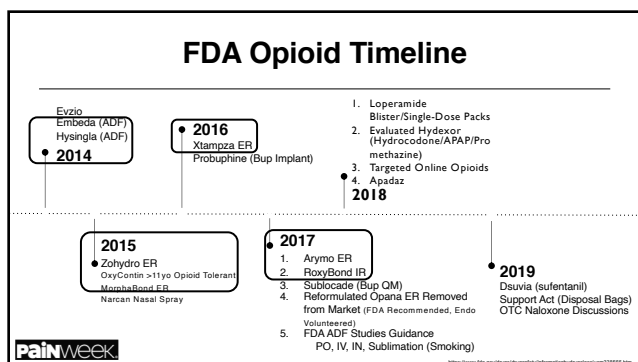 FDA Opioid Timeline
Evzio
Embeda (ADF)
Hysingla (ADF)
2014
2016
Xtampza ER
Probuphine (Bup Implant)
1. Loperamide
Blister/Single-Dose Packs
2. Evaluated Hydexor
(Hydrocodone/APAP/Pro
methazine)
3. Targeted Online Opioids
4. Apadaz
2018
2015
Zohydro ER
OxyContin >11yo Opioid Tolerant
MorphaBond ER
Narcan Nasal Spray
2017
1. Arymo ER
2. RoxyBond IR
3. Sublocade (Bup QM)
4. Reformulated Opana ER Removed
from Market (FDA Recommended, Endo
Volunteered)
5. FDA ADF Studies Guidance
PO, IV, IN, Sublimation (Smoking)
2019
Dsuvia (sufentanil)
Support Act (Disposal Bags)
OTC Naloxone Discussions
PAINWEEK.